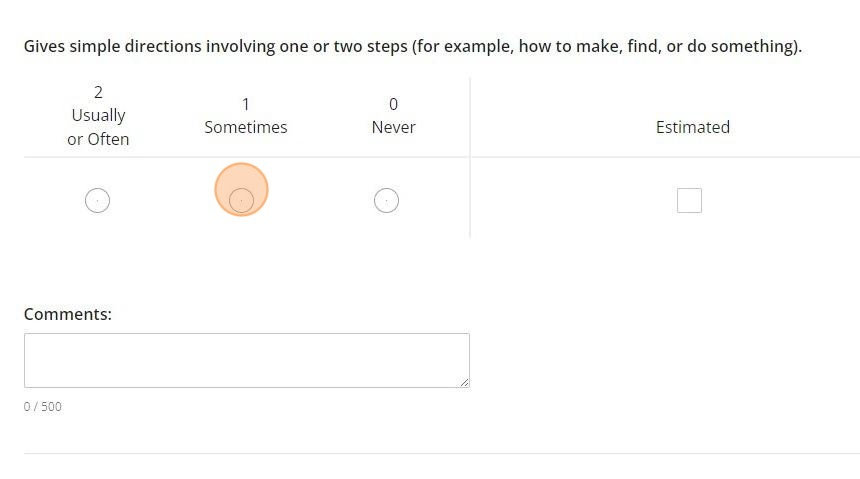 Gives simple directions involving one or two steps (for example, how to make, find, or do something).
2
Usually
or Often
1
Sometimes
0
Never
Estimated
Comments:
0 / 500